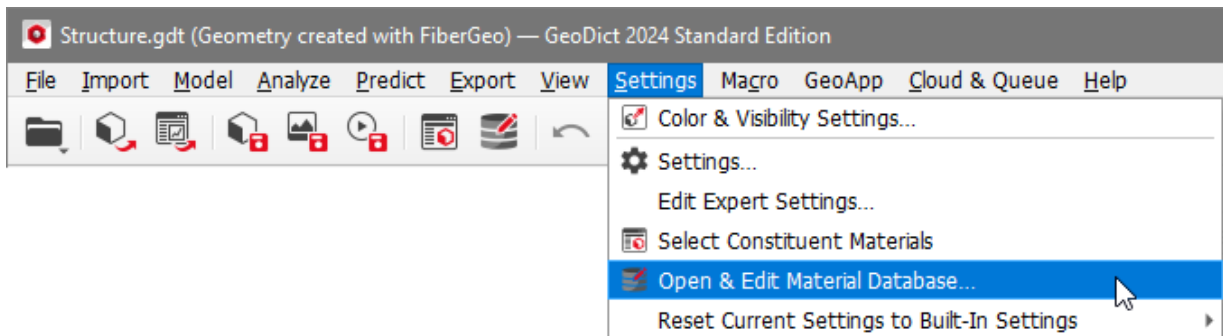 Structure.gdt (Geometry created with FiberGeo) — GeoDict 2024 Standard Edition
File Import Model Analyze Predict Export View Settings Macro GeoApp Cloud & Queue Help
Color & Visibility Settings...
Settings...
Edit Expert Settings...
Select Constituent Materials
Open & Edit Material Database...
Reset Current Settings to Built-In Settings